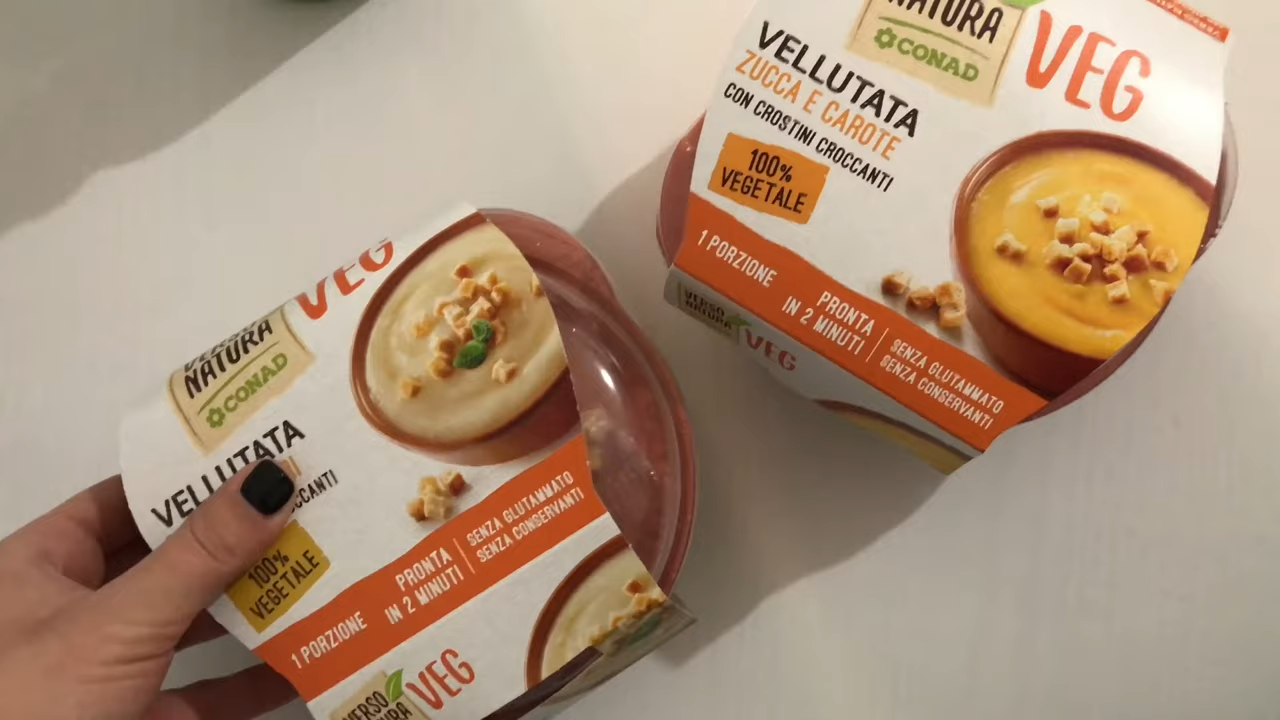 NATURA
CONAD
VEG
VELLUTATA
ZUCCA E CAROTE
CON CROSTINI CROCCANTI
100%
VEGETALE
1 PORZIONE
PRONTA
IN 2 MINUTI
SENZA GLUTAMMATO
SENZA CONSERVANTI
VERSO
NATURA
VEG
VEG
VERSO
NATURA
CONAD
VELLUTATA
CCANTI
100%
VEGETALE
1 PORZIONE
PRONTA
IN 2 MINUTI
SENZA GLUTAMMATO
SENZA CONSERVANTI
VERSO
VEG